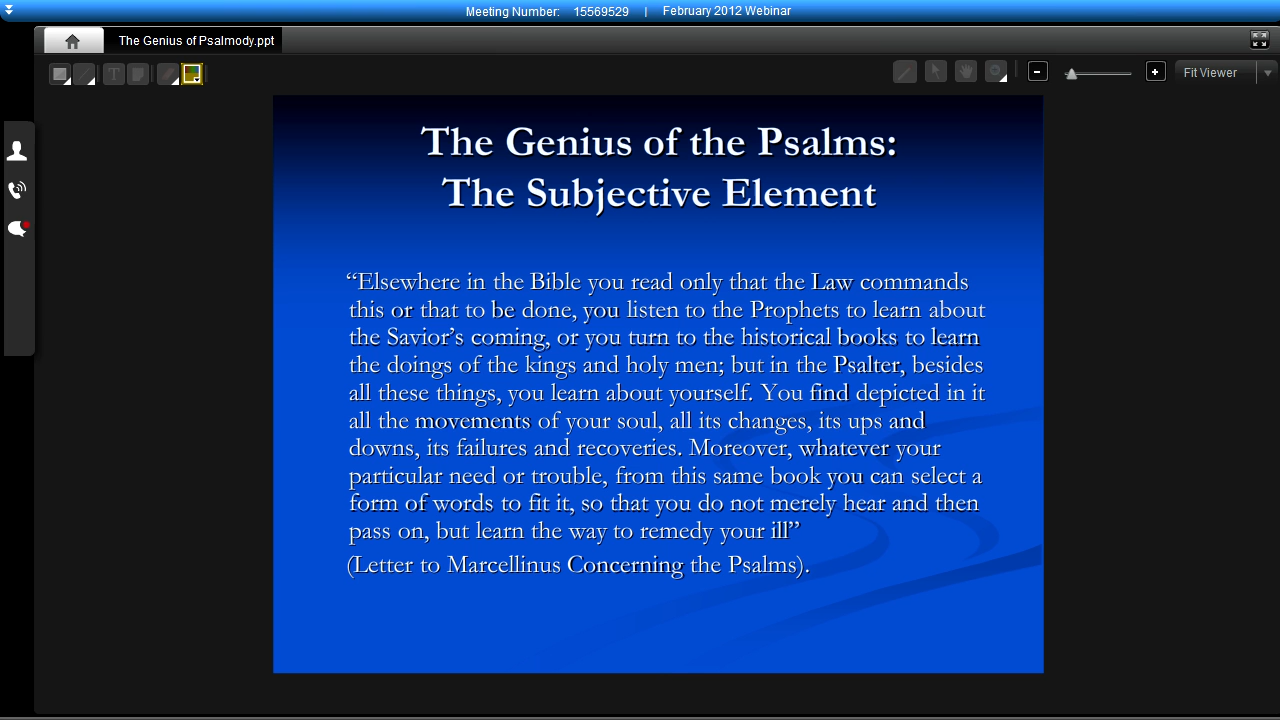 Meeting Number: 15569529 | February 2012 Webinar
The Genius of Psalmody.ppt
T
Fit Viewer
The Genius of the Psalms:
The Subjective Element
“Elsewhere in the Bible you read only that the Law commands
this or that to be done, you listen to the Prophets to learn about
the Savior’s coming, or you turn to the historical books to learn
the doings of the kings and holy men; but in the Psalter, besides
all these things, you learn about yourself. You find depicted in it
all the movements of your soul, all its changes, its ups and
downs, its failures and recoveries. Moreover, whatever your
particular need or trouble, from this same book you can select a
form of words to fit it, so that you do not merely hear and then
pass on, but learn the way to remedy your ill”
(Letter to Marcellinus Concerning the Psalms).